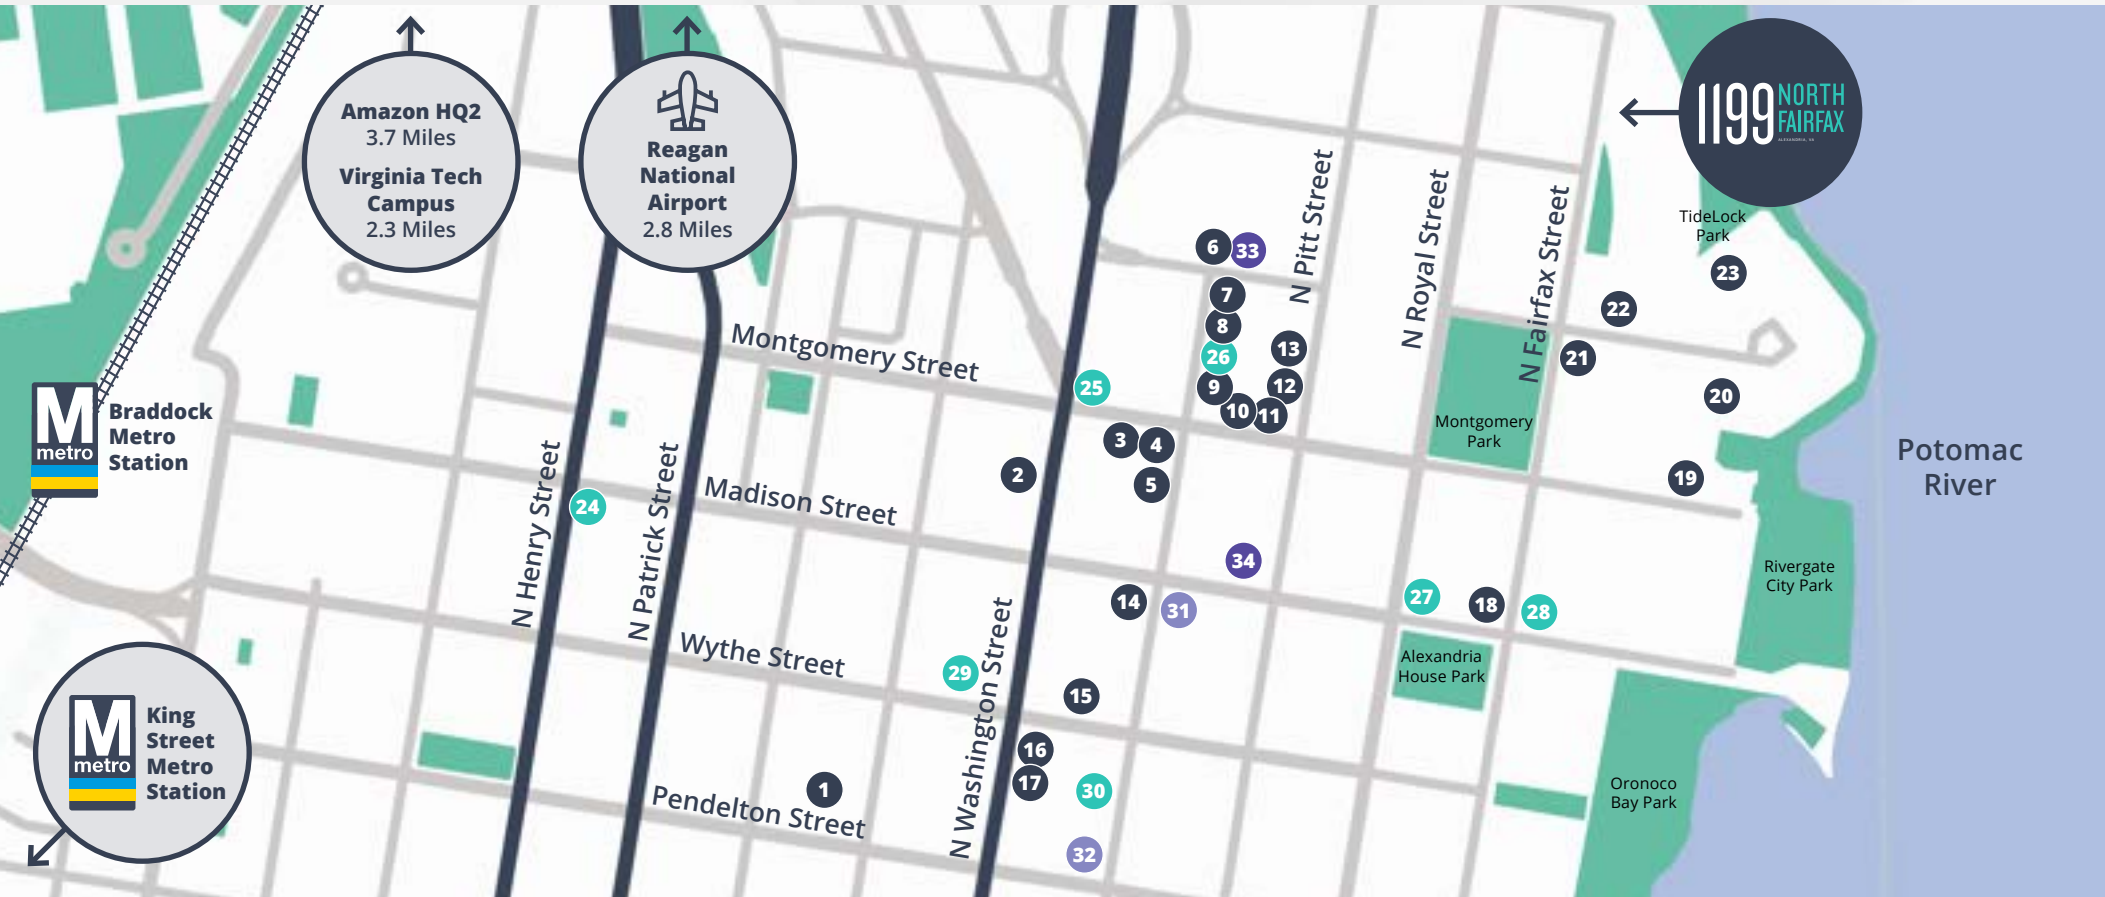 Amazon HQ2
3.7 Miles
Virginia Tech
Campus
2.3 Miles
Reagan
National
Airport
2.8 Miles
1199
NORTH
FAIRFAX
TideLock
Park
N Pitt Street
N Royal Street
N Fairfax Street
6
33
7
8
26
9
10
11
12
13
23
22
21
20
19
Montgomery Street
25
3
4
5
2
Montgomery
Park
M
metro
Braddock
Metro
Station
Potomac
River
N Henry Street
24
N Patrick Street
Madison Street
34
14
31
27
18
28
Rivergate
City Park
Wythe Street
29
N Washington Street
15
Alexandria
House Park
M
metro
King
Street
Metro
Station
16
17
30
1
Pendelton Street
32
Oronoco
Bay Park